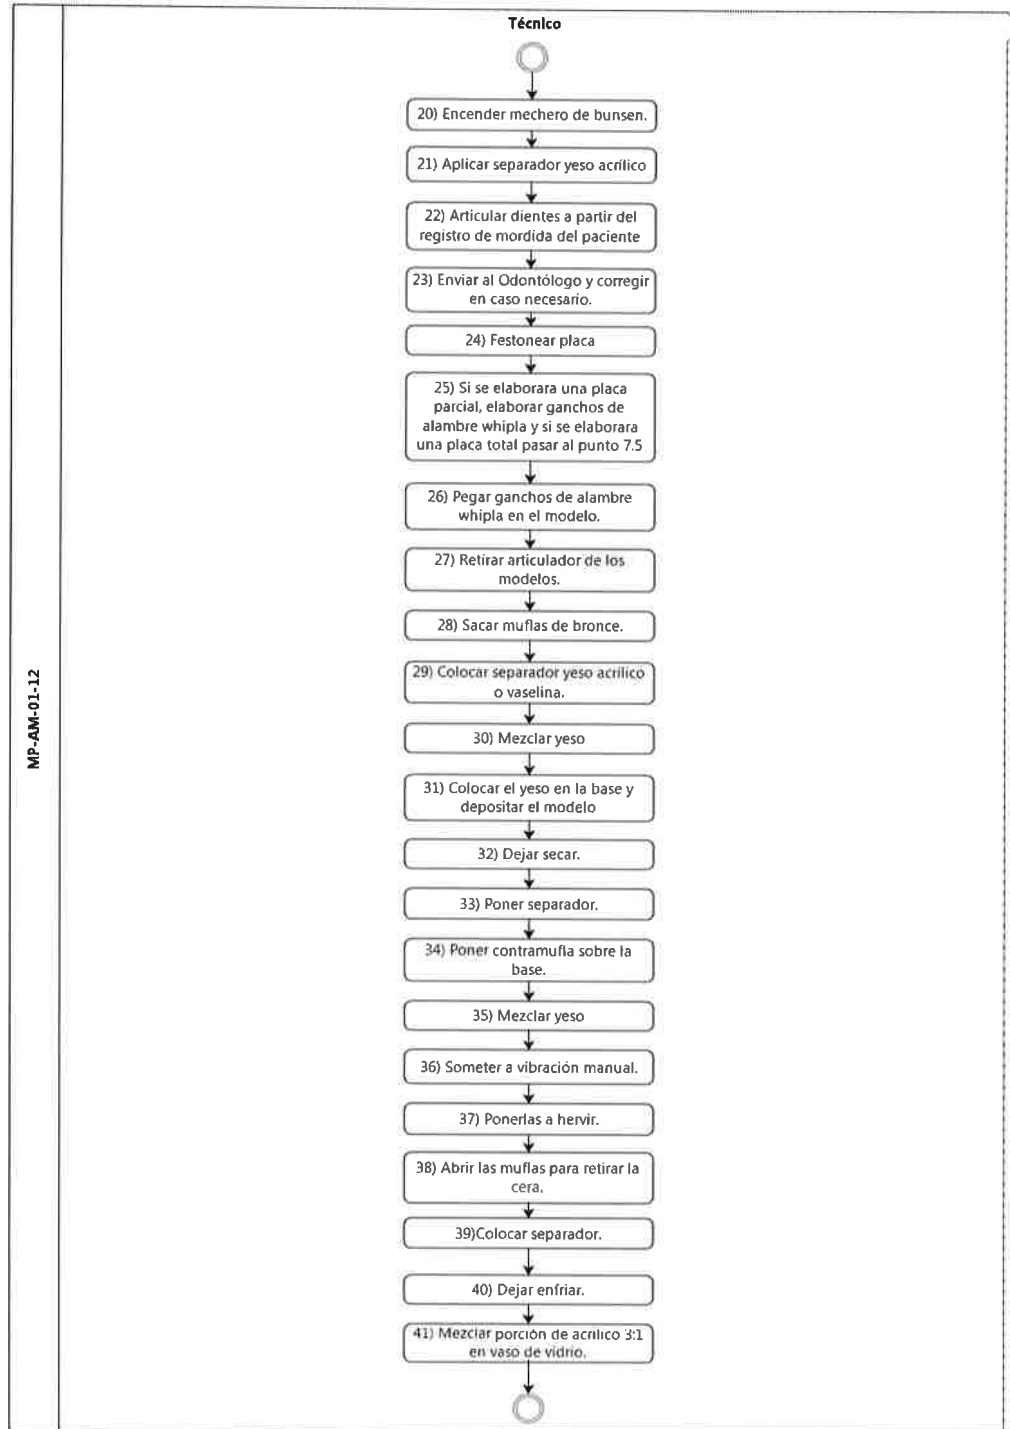 Técnico
20) Encender mechero de bunsen.
21) Aplicar separador yeso acrílico
22) Articular dientes a partir del
registro de mordida del paciente
23) Enviar al Odontólogo y corregir
en caso necesario.
24) Festonear placa
25) Si se elaborara una placa
parcial, elaborar ganchos de
alambre whipla y si se elaborara
una placa total pasar al punto 7.5
26) Pegar ganchos de alambre
whipla en el modelo.
27) Retirar articulador de los
modelos.
28) Sacar muflas de bronce.
29) Colocar separador yeso acrílico
o vaselina.
30) Mezclar yeso
31) Colocar el yeso en la base y
depositar el modelo
32) Dejar secar.
33) Poner separador.
34) Poner contramufla sobre la
base.
35) Mezclar yeso
36) Someter a vibración manual.
37) Ponerlas a hervir.
38) Abrir las muflas para retirar la
cera.
39)Colocar separador.
40) Dejar enfriar.
41) Mezclar porción de acrílico 3:1
en vaso de vidrio.
MP-AM-01-12